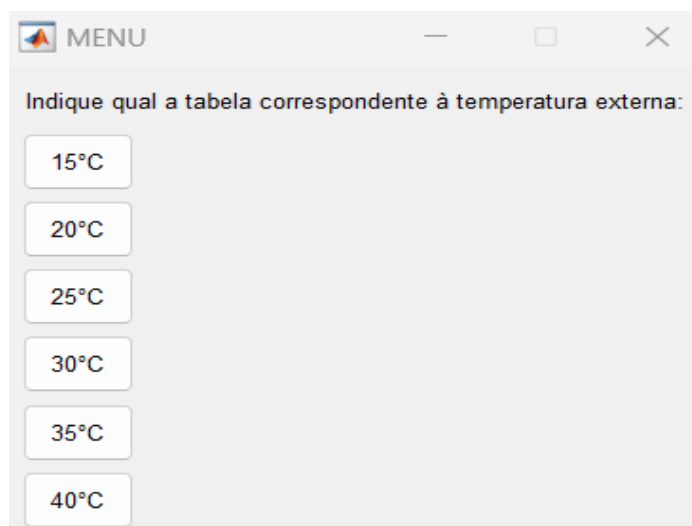 MENU
Indique qual a tabela correspondente à temperatura externa:
15°C
20°C
25°C
30°C
35°C
40°C